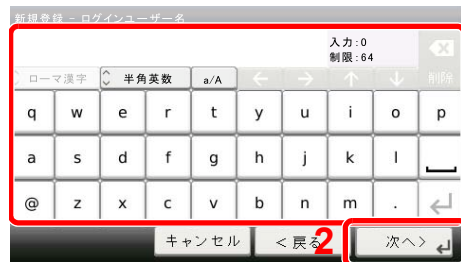 新規登録 - ログインユーザー名
入力:0
制限:64
ローマ漢字 半角英数 a/A ← → ↑ ↓ 削除
q w e r t y u i o p
a s d f g h j k l
@ z x c v b n m .
キャンセル < 戻る 2 次へ >